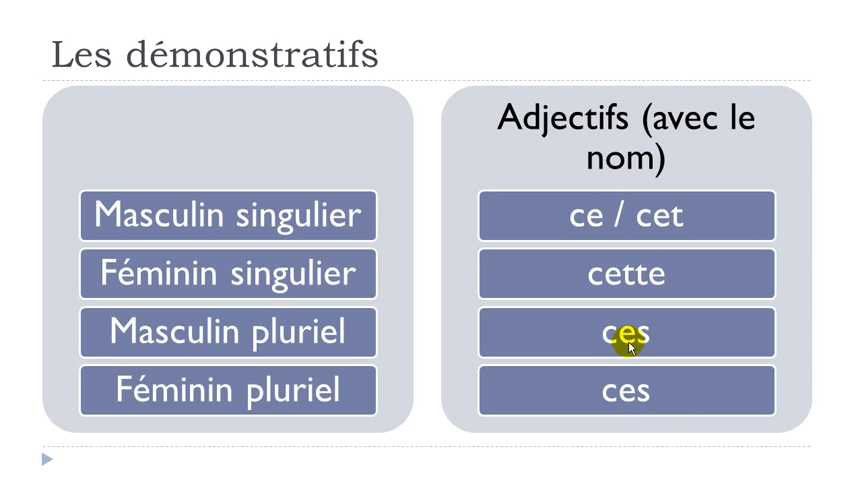 Les démonstratifs
Adjectifs (avec le
nom)
Masculin singulier
ce / cet
Féminin singulier
cette
Masculin pluriel
ces
Féminin pluriel
ces